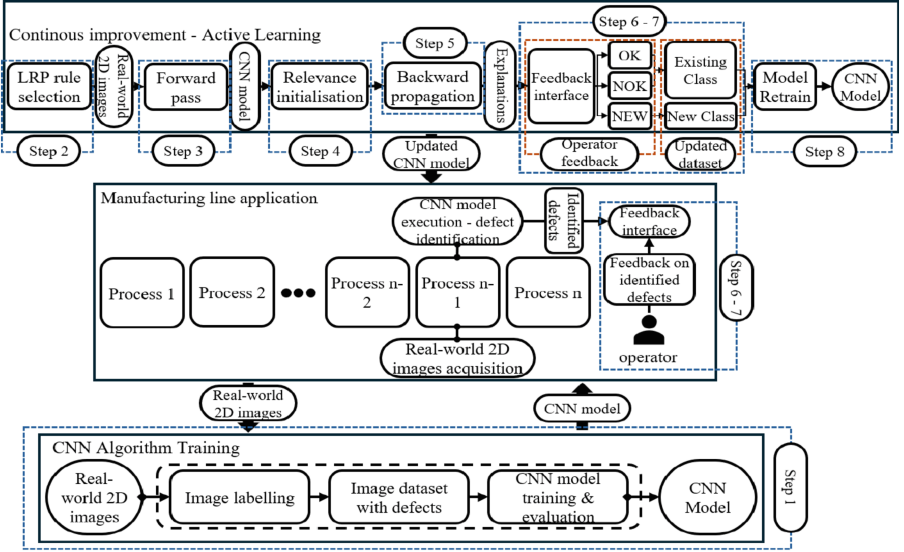 Step 6 - 7
Continous improvement - Active Learning
Step 5
LRP rule
selection
Real-world
2D images
Forward
pass
CNN model
Relevance
initialisation
Backward
propagation
Explanations
Feedback
interface
OK
NOK
NEW
Existing
Class
New Class
Model
Retrain
CNN
Model
Step 2
Step 3
Step 4
Updated
CNN model
Operator
feedback
Updated
dataset
Step 8
Manufacturing line application
CNN model
execution - defect
identification
Identified
defects
Feedback
interface
Step 6 - 7
Process 1
Process 2
Process n-
2
Process n-
1
Process n
Feedback on
identified
defects
Real-world 2D
images acquisition
operator
Real-world
2D images
CNN model
CNN Algorithm Training
Real-
world 2D
images
Image labelling
Image dataset
with defects
CNN model
training &
evaluation
CNN
Model
Step 1